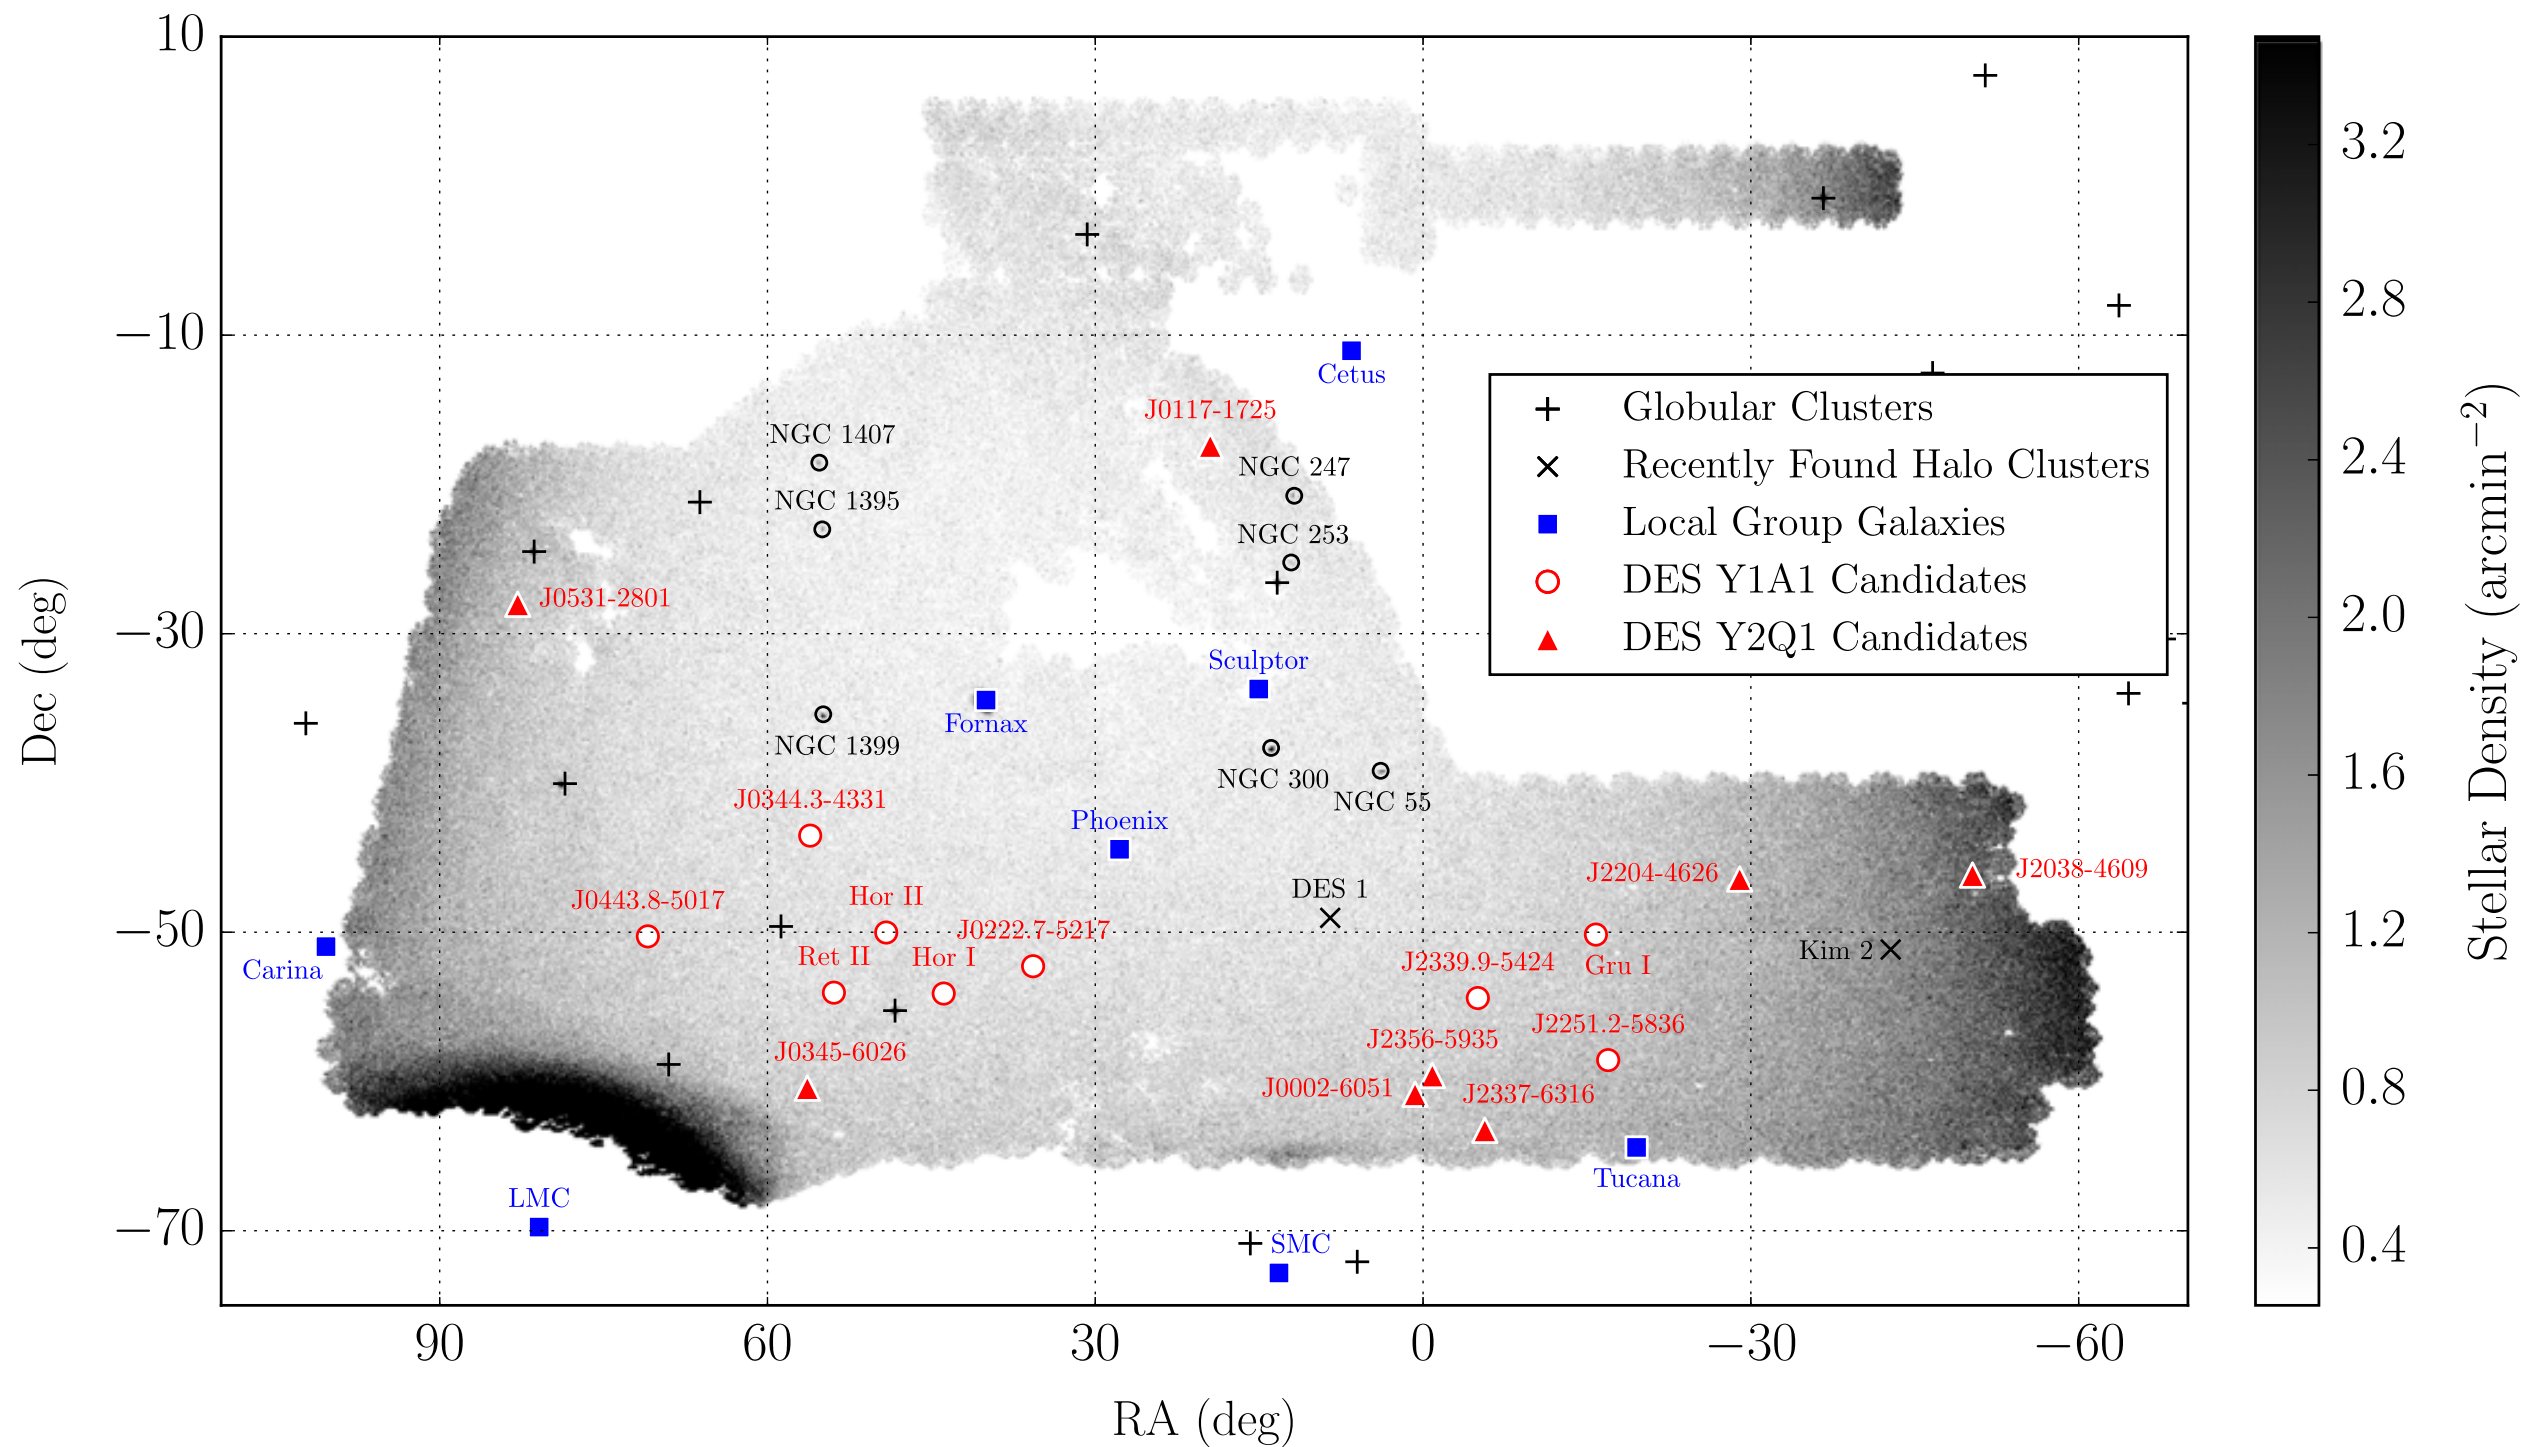 10
−10
−30
−50
−70
Dec (deg)
90
60
30
0
−30
−60
RA (deg)
Cetus
J0117-1725
NGC 1407
NGC 247
NGC 1395
NGC 253
J0531-2801
Sculptor
Fornax
NGC 1399
NGC 300
NGC 55
J0344.3-4331
Phoenix
J2204-4626
J2038-4609
DES 1
J0443.8-5017
Hor II
J0222.7-5217
Kim 2
Ret II
Hor I
J2339.9-5424
Gru I
Carina
J2251.2-5836
J2356-5935
J0345-6026
J0002-6051
J2337-6316
Tucana
LMC
SMC
Globular Clusters
Recently Found Halo Clusters
Local Group Galaxies
DES Y1A1 Candidates
DES Y2Q1 Candidates
3.2
2.8
2.4
2.0
1.6
1.2
0.8
0.4
Stellar Density (arcmin⁻²)